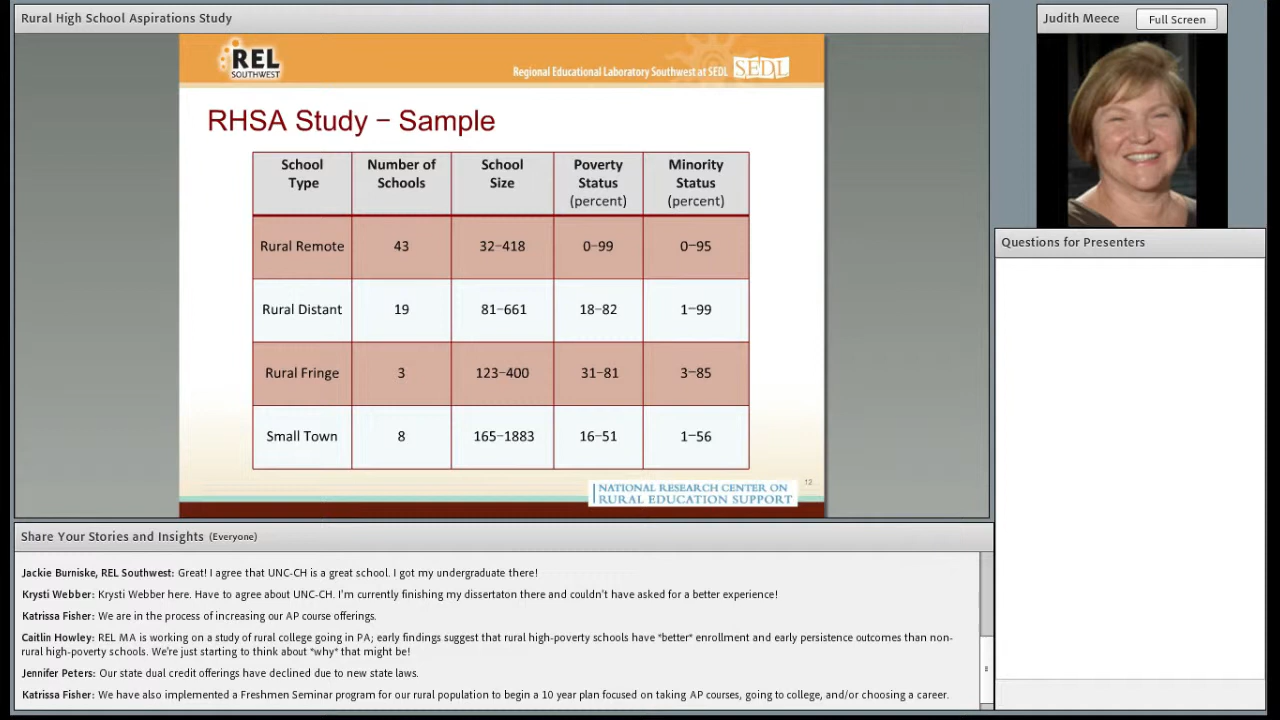 Rural High School Aspirations Study
Judith Meece
Full Screen
REL
SOUTHWEST
Regional Educational Laboratory Southwest at SEDL SEDL
RHSA Study – Sample
School Type | Number of Schools | School Size | Poverty Status (percent) | Minority Status (percent)
Rural Remote | 43 | 32–418 | 0–99 | 0–95
Rural Distant | 19 | 81–661 | 18–82 | 1–99
Rural Fringe | 3 | 123–400 | 31–81 | 3–85
Small Town | 8 | 165–1883 | 16–51 | 1–56
12
NATIONAL RESEARCH CENTER ON
RURAL EDUCATION SUPPORT
Questions for Presenters
Share Your Stories and Insights (Everyone)
Jackie Burniske, REL Southwest: Great! I agree that UNC-CH is a great school. I got my undergraduate there!
Krysti Webber: Krysti Webber here. Have to agree about UNC-CH. I'm currently finishing my dissertaton there and couldn't have asked for a better experience!
Katrissa Fisher: We are in the process of increasing our AP course offerings.
Caitlin Howley: REL MA is working on a study of rural college going in PA; early findings suggest that rural high-poverty schools have *better* enrollment and early persistence outcomes than non-
rural high-poverty schools. We're just starting to think about *why* that might be!
Jennifer Peters: Our state dual credit offerings have declined due to new state laws.
Katrissa Fisher: We have also implemented a Freshmen Seminar program for our rural population to begin a 10 year plan focused on taking AP courses, going to college, and/or choosing a career.